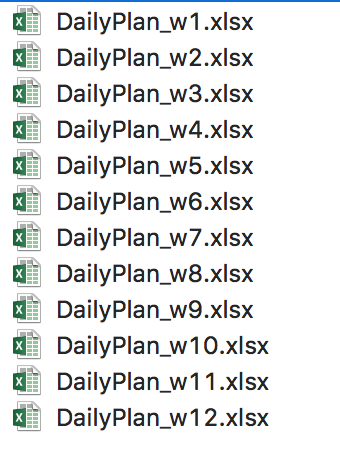 DailyPlan_w1.xlsx
DailyPlan_w2.xlsx
DailyPlan_w3.xlsx
DailyPlan_w4.xlsx
DailyPlan_w5.xlsx
DailyPlan_w6.xlsx
DailyPlan_w7.xlsx
DailyPlan_w8.xlsx
DailyPlan_w9.xlsx
DailyPlan_w10.xlsx
DailyPlan_w11.xlsx
DailyPlan_w12.xlsx